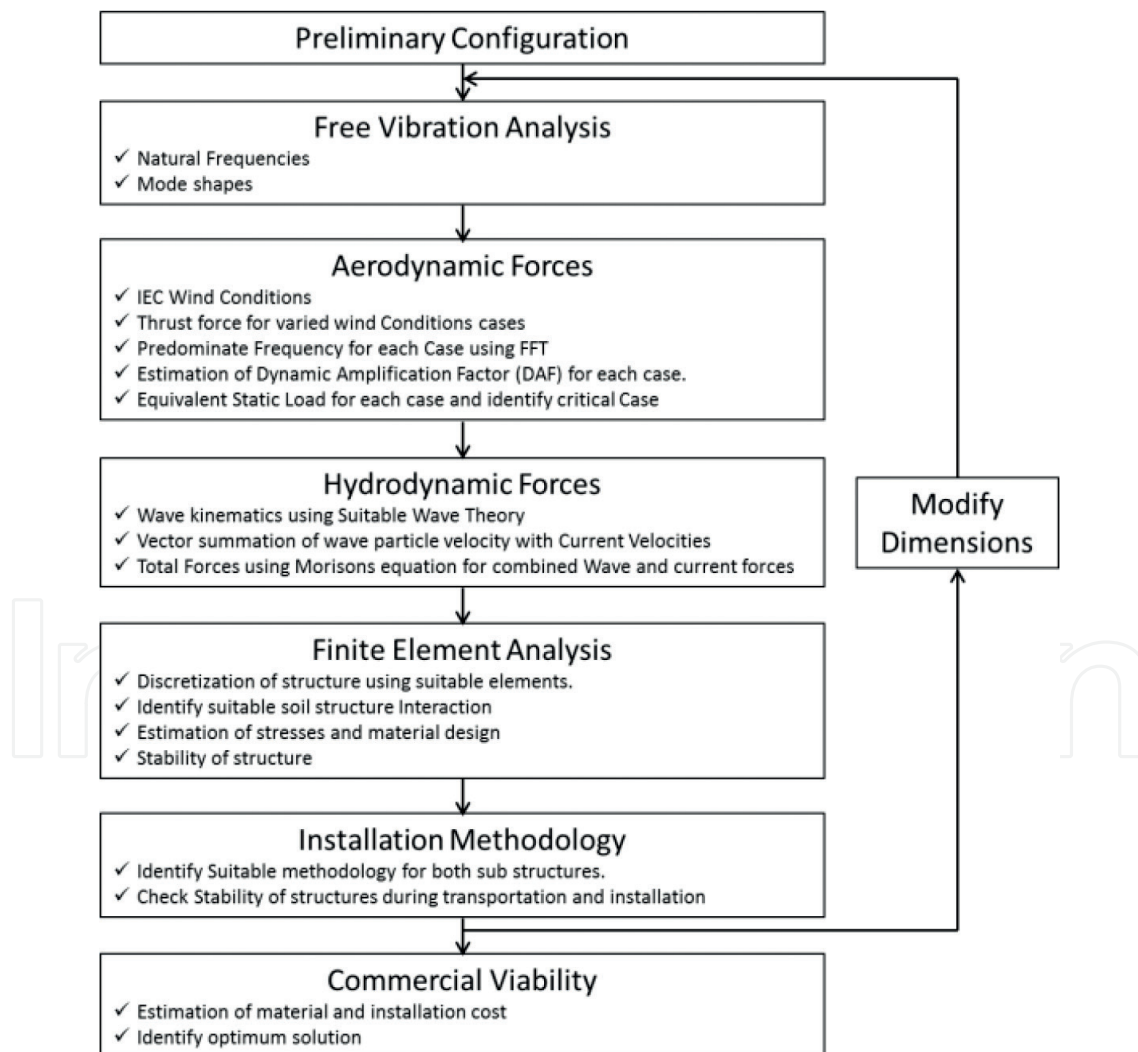 Preliminary Configuration
Free Vibration Analysis
✓ Natural Frequencies
✓ Mode shapes
Aerodynamic Forces
✓ IEC Wind Conditions
✓ Thrust force for varied wind Conditions cases
✓ Predominate Frequency for each Case using FFT
✓ Estimation of Dynamic Amplification Factor (DAF) for each case.
✓ Equivalent Static Load for each case and identify critical Case
Hydrodynamic Forces
✓ Wave kinematics using Suitable Wave Theory
✓ Vector summation of wave particle velocity with Current Velocities
✓ Total Forces using Morisons equation for combined Wave and current forces
Modify
Dimensions
Finite Element Analysis
✓ Discretization of structure using suitable elements.
✓ Identify suitable soil structure Interaction
✓ Estimation of stresses and material design
✓ Stability of structure
Installation Methodology
✓ Identify Suitable methodology for both sub structures.
✓ Check Stability of structures during transportation and installation
Commercial Viability
✓ Estimation of material and installation cost
✓ Identify optimum solution